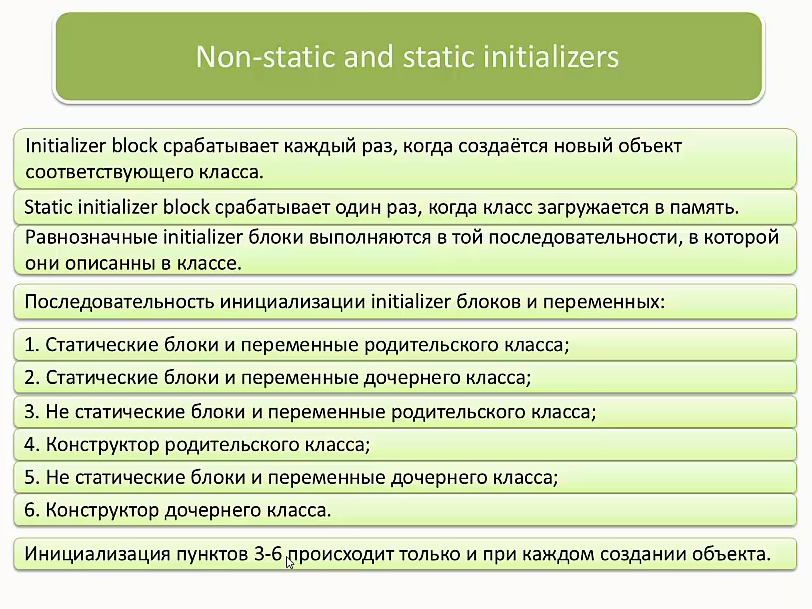 Non-static and static initializers
Initializer block срабатывает каждый раз, когда создаётся новый объект
соответствующего класса.
Static initializer block срабатывает один раз, когда класс загружается в память.
Равнозначные initializer блоки выполняются в той последовательности, в которой
они описанны в классе.
Последовательность инициализации initializer блоков и переменных:
1. Статические блоки и переменные родительского класса;
2. Статические блоки и переменные дочернего класса;
3. Не статические блоки и переменные родительского класса;
4. Конструктор родительского класса;
5. Не статические блоки и переменные дочернего класса;
6. Конструктор дочернего класса.
Инициализация пунктов 3-6 происходит только и при каждом создании объекта.